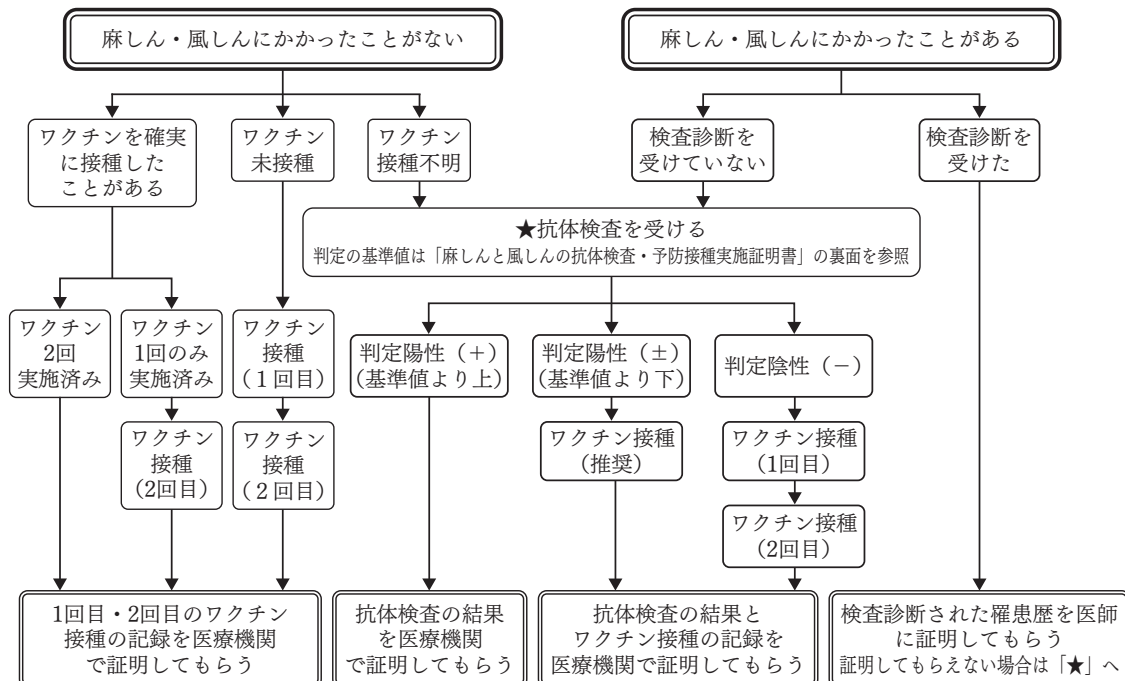 麻しん・風しんにかかったことがない
麻しん・風しんにかかったことがある
ワクチンを確実
に接種した
ことがある
ワクチン
未接種
ワクチン
接種不明
検査診断を
受けていない
検査診断を
受けた
★抗体検査を受ける
判定の基準値は「麻しんと風しんの抗体検査・予防接種実施証明書」の裏面を参照
ワクチン
2回
実施済み
ワクチン
1回のみ
実施済み
ワクチン
接種
(1回目)
判定陽性(+)
(基準値より上)
判定陽性(±)
(基準値より下)
判定陰性(-)
ワクチン
接種
(2回目)
ワクチン
接種
(2回目)
ワクチン接種
(推奨)
ワクチン接種
(1回目)
ワクチン接種
(2回目)
1回目・2回目のワクチン
接種の記録を医療機関
で証明してもらう
抗体検査の結果
を医療機関
で証明してもらう
抗体検査の結果と
ワクチン接種の記録を
医療機関で証明してもらう
検査診断された罹患歴を医師
に証明してもらう
証明してもらえない場合は「★」へ